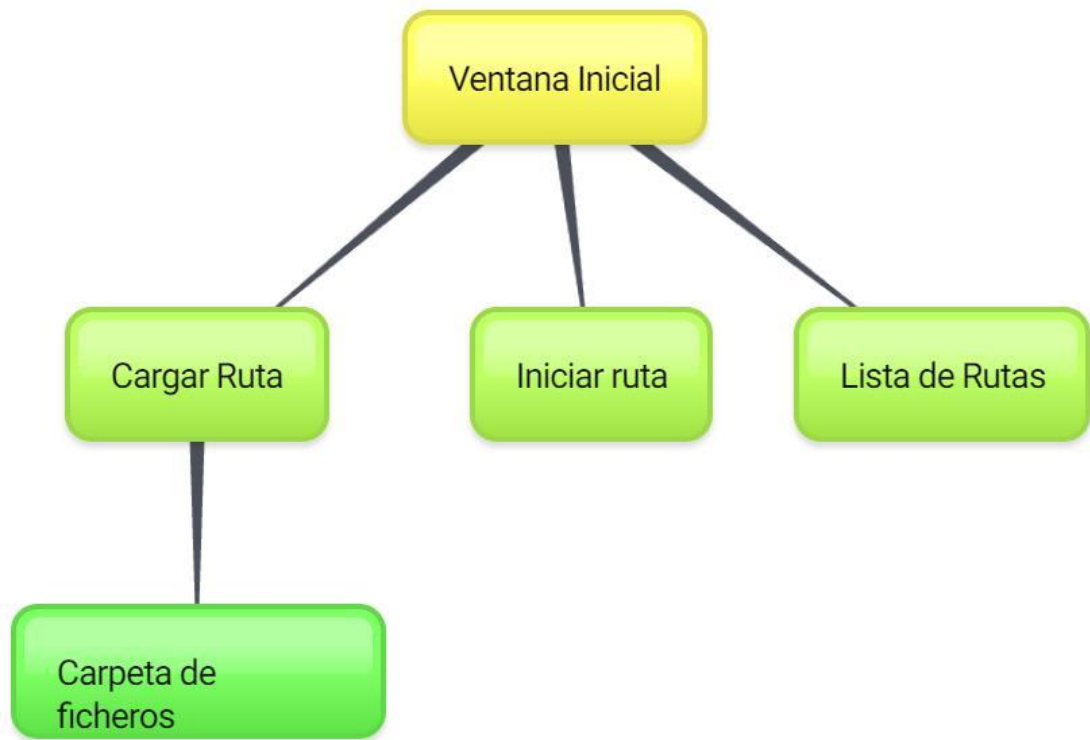 Ventana Inicial
Cargar Ruta
Iniciar ruta
Lista de Rutas
Carpeta de
ficheros